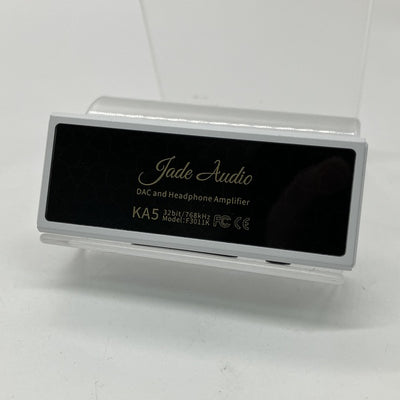 Jade Audio
DAC and Headphone Amplifier
KA5 32bit/768kHz
Model:F3011K FC CE